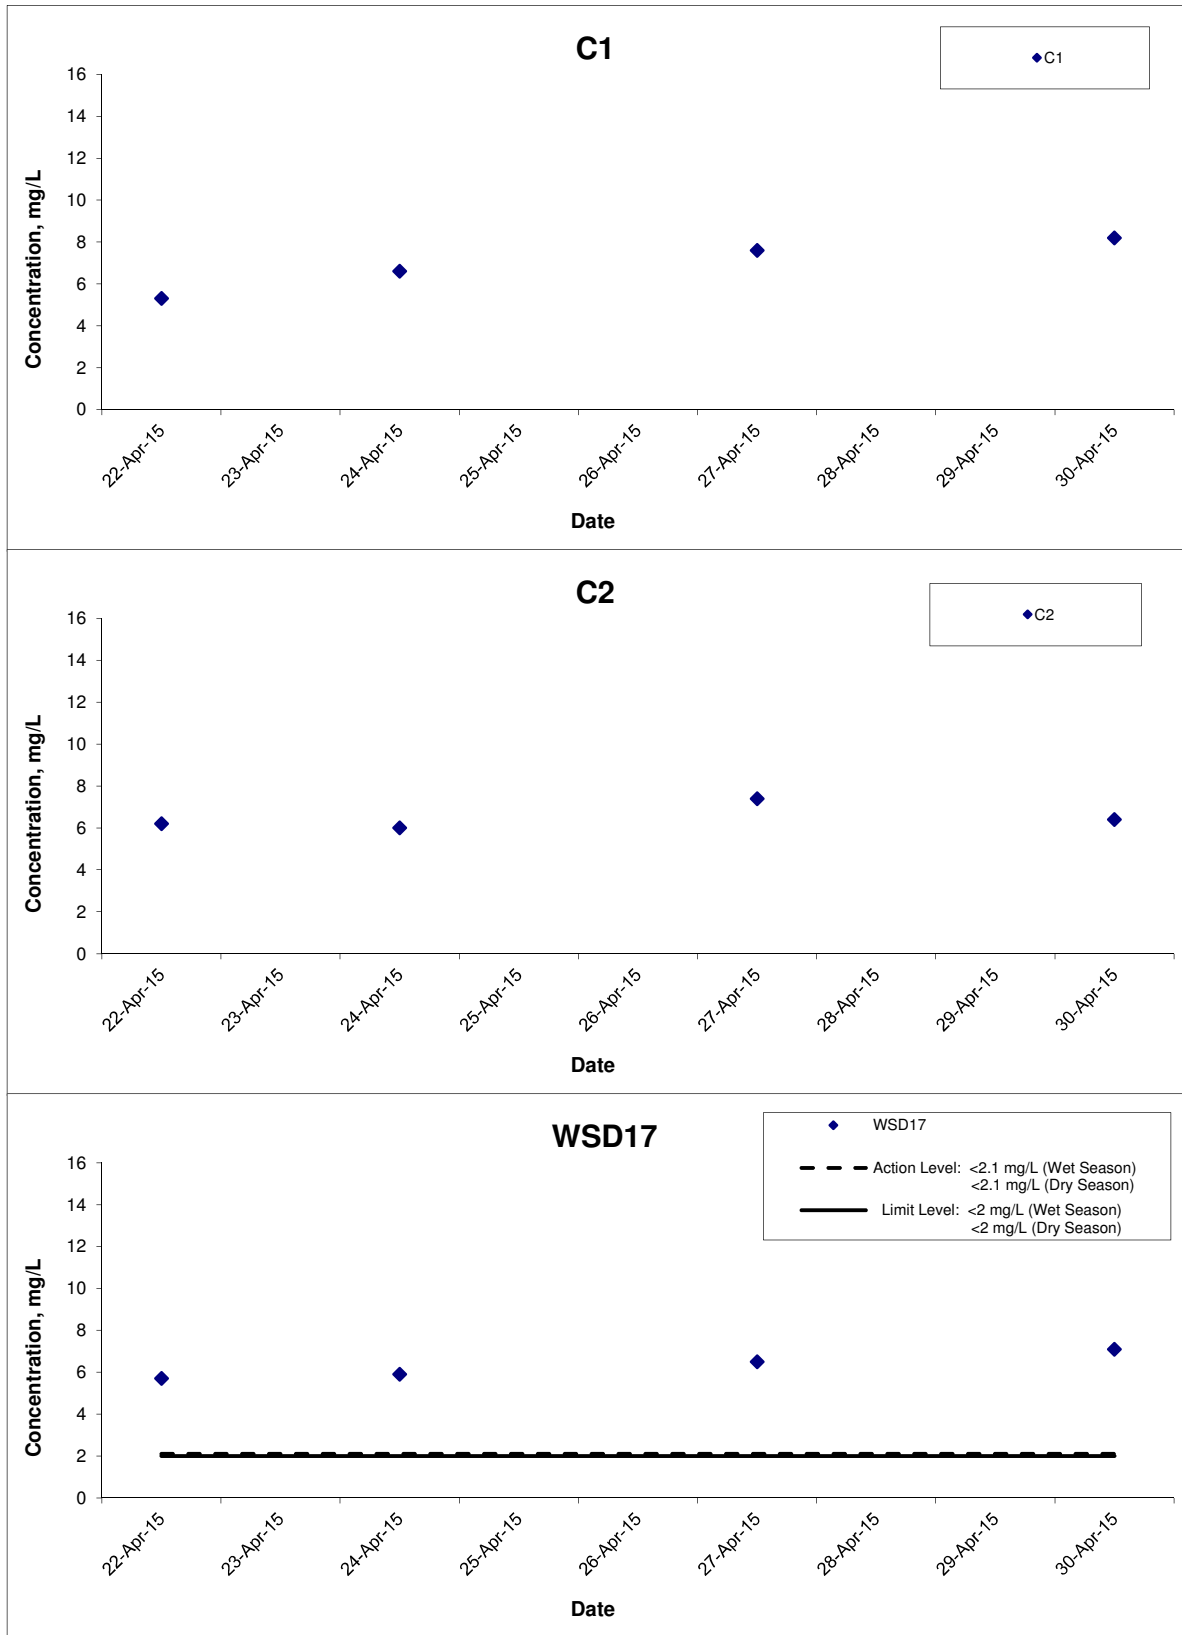 C1
C1
16
14
12
10
8
6
4
2
0
Concentration, mg/L
22-Apr-15
23-Apr-15
24-Apr-15
25-Apr-15
26-Apr-15
27-Apr-15
28-Apr-15
29-Apr-15
30-Apr-15
Date
C2
C2
16
14
12
10
8
6
4
2
0
Concentration, mg/L
22-Apr-15
23-Apr-15
24-Apr-15
25-Apr-15
26-Apr-15
27-Apr-15
28-Apr-15
29-Apr-15
30-Apr-15
Date
WSD17
WSD17
Action Level: <2.1 mg/L (Wet Season)
<2.1 mg/L (Dry Season)
Limit Level: <2 mg/L (Wet Season)
<2 mg/L (Dry Season)
16
14
12
10
8
6
4
2
0
Concentration, mg/L
22-Apr-15
23-Apr-15
24-Apr-15
25-Apr-15
26-Apr-15
27-Apr-15
28-Apr-15
29-Apr-15
30-Apr-15
Date